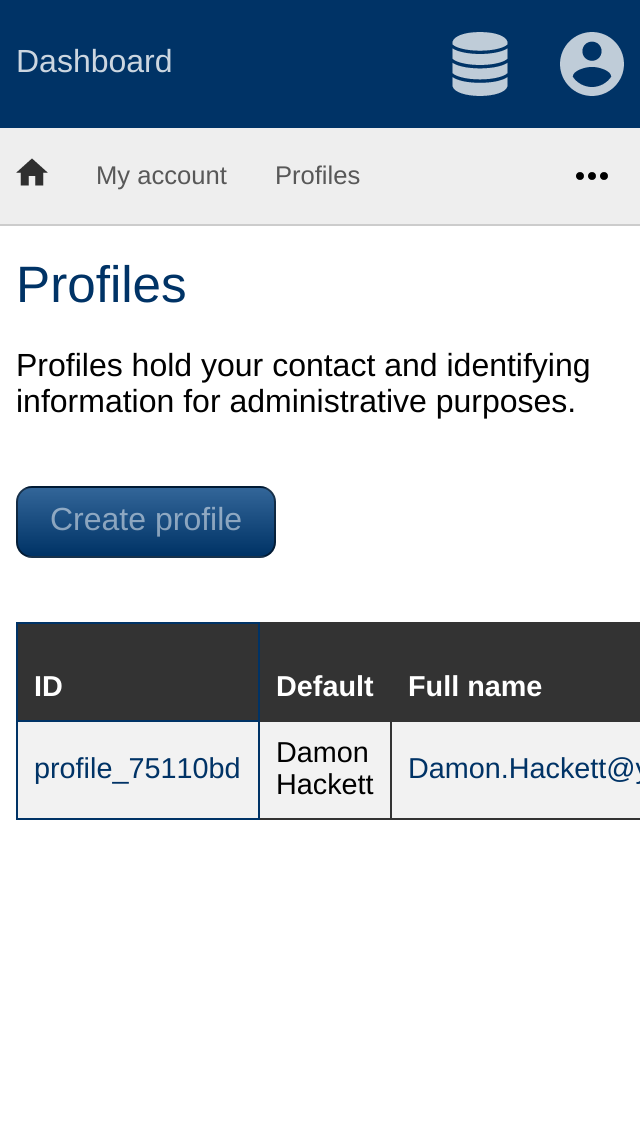 Dashboard
My account Profiles
Profiles
Profiles hold your contact and identifying
information for administrative purposes.
Create profile
ID Default Full name
profile_75110bd Damon Hackett Damon.Hackett@